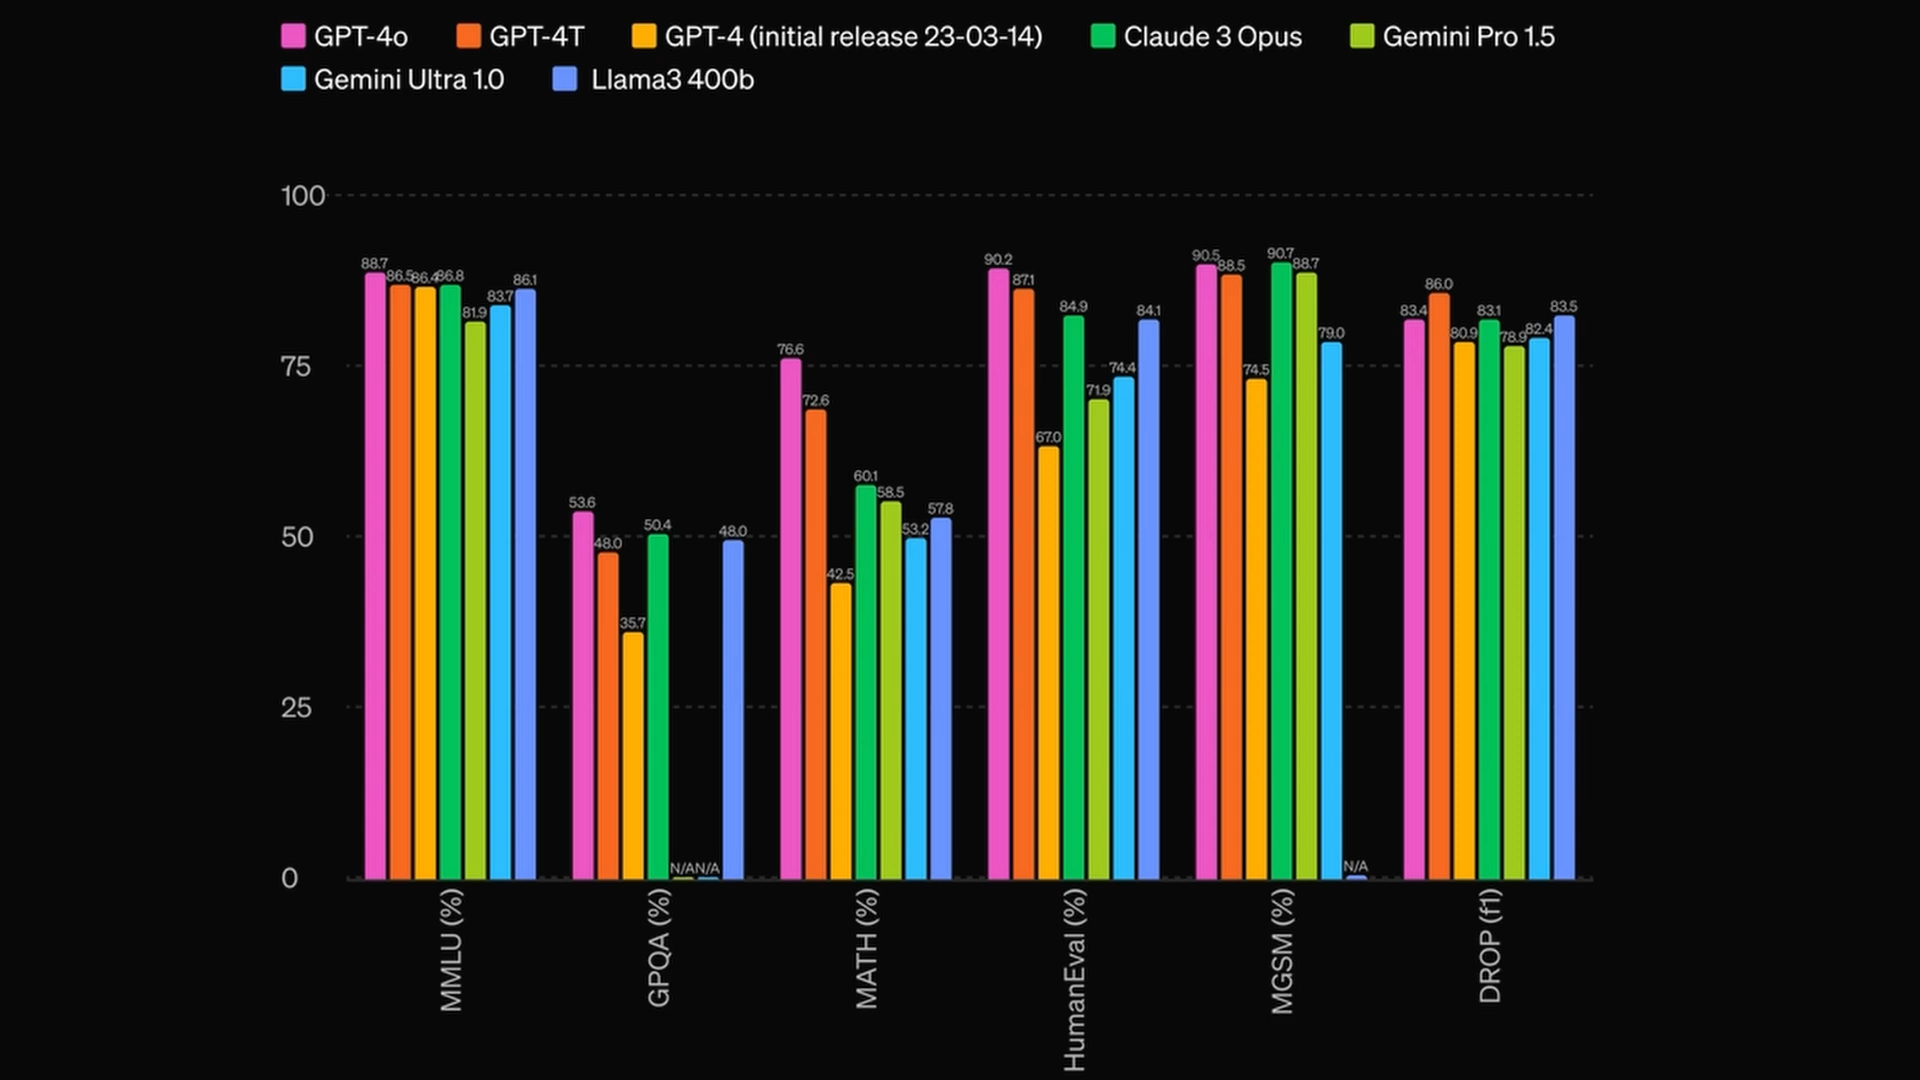 GPT-4o GPT-4T GPT-4 (initial release 23-03-14) Claude 3 Opus Gemini Pro 1.5
Gemini Ultra 1.0 Llama3 400b
100
75
50
25
0
88.7 86.5 86.4 86.8 81.9 83.7 86.1
53.6 48.0 35.7 50.4 N/A N/A 48.0
76.6 72.6 42.5 60.1 58.5 53.2 57.8
90.2 87.1 67.0 84.9 71.9 74.4 84.1
90.5 88.5 74.5 90.7 88.7 79.0 N/A
83.4 86.0 80.9 83.1 78.9 82.4 83.5
MMLU (%)
GPQA (%)
MATH (%)
HumanEval (%)
MGSM (%)
DROP (f1)